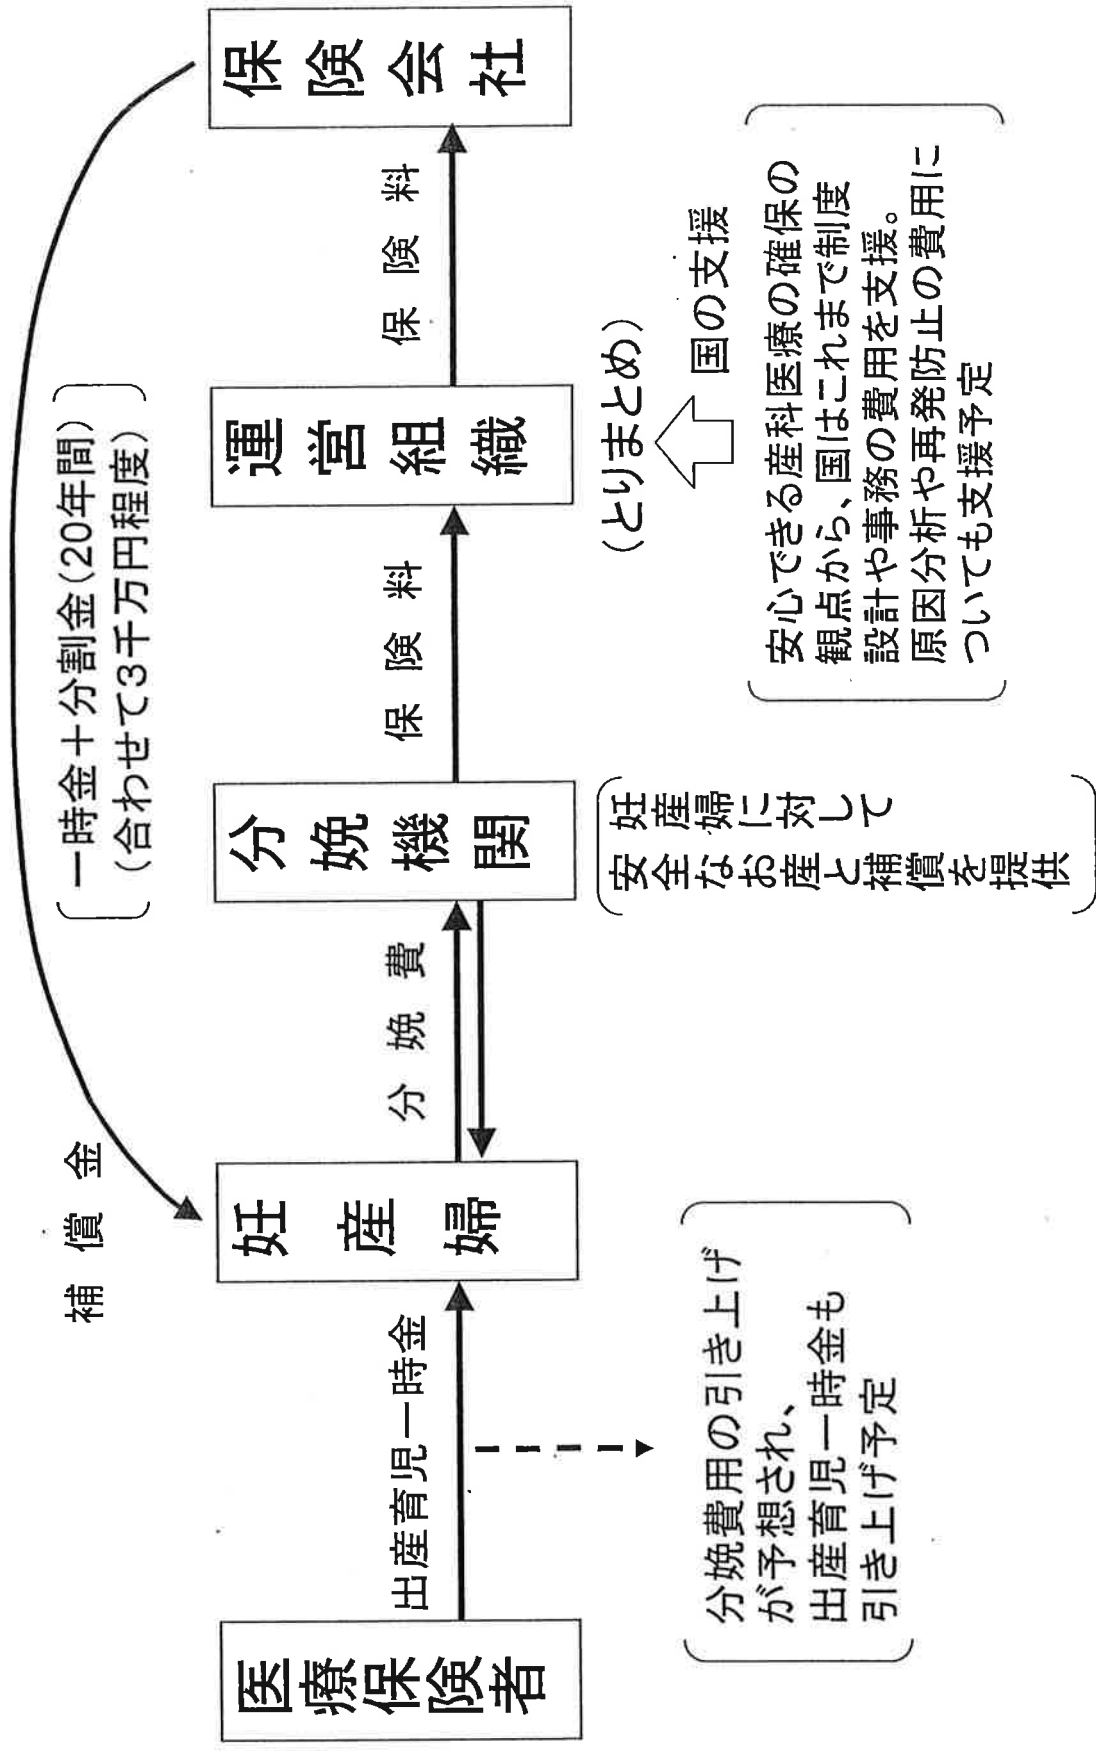 補償金
一時金＋分割金(20年間)
(合わせて3千万円程度)
医療保険者
出産育児一時金
妊産婦
分娩費
分娩機関
保険料
運営組織
保険料
保険会社
(とりまとめ)
国の支援
分娩費用の引き上げ
が予想され、
出産育児一時金も
引き上げ予定
妊産婦に対して
安全なお産と補償を提供
安心できる産科医療の確保の
観点から、国はこれまで制度
設計や事務の費用を支援。
原因分析や再発防止の費用に
ついても支援予定